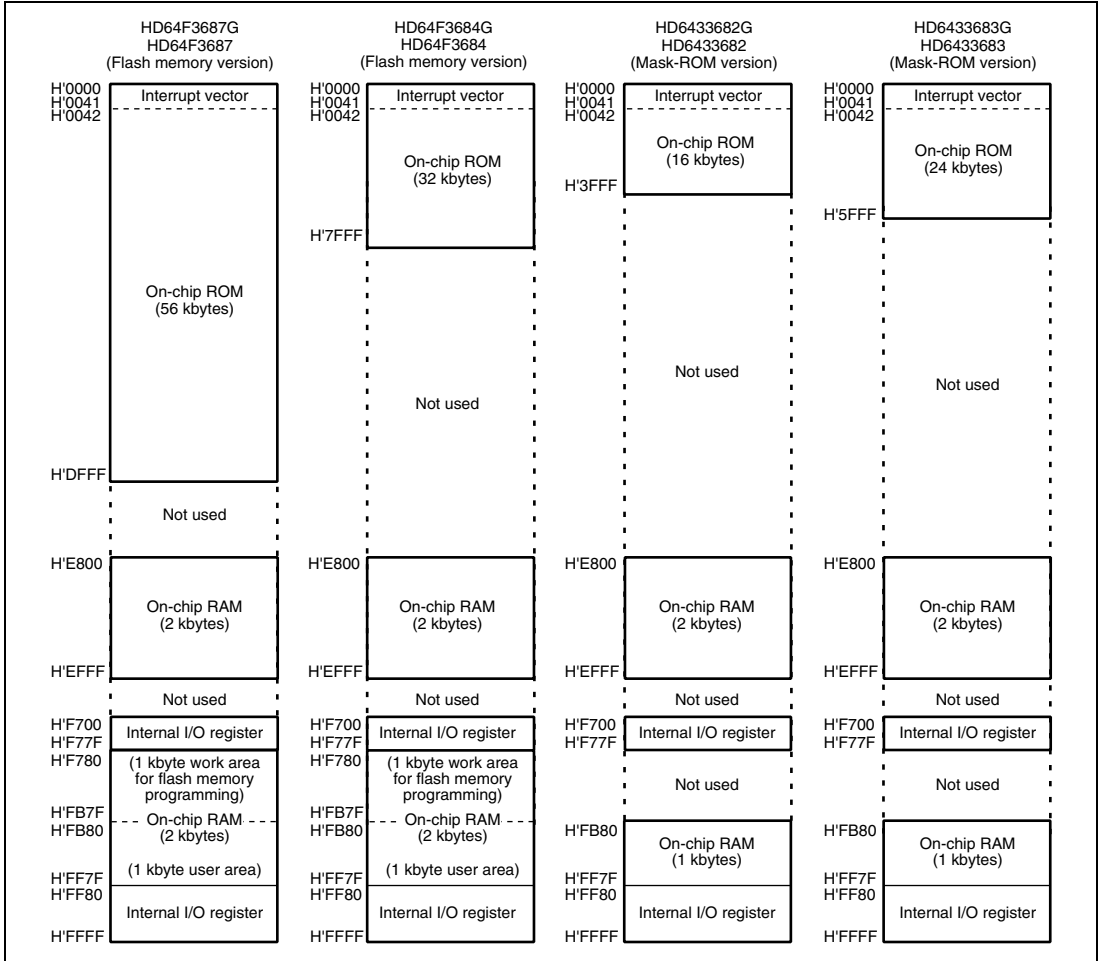 HD64F3687G
HD64F3687
(Flash memory version)
H'0000
H'0041
H'0042
Interrupt vector
On-chip ROM
(56 kbytes)
H'DFFF
Not used
H'E800
On-chip RAM
(2 kbytes)
H'EFFF
Not used
H'F700
Internal I/O register
H'F77F
H'F780
(1 kbyte work area
for flash memory
programming)
H'FB7F
On-chip RAM
H'FB80
(2 kbytes)
(1 kbyte user area)
H'FF7F
H'FF80
Internal I/O register
H'FFFF
HD64F3684G
HD64F3684
(Flash memory version)
H'0000
H'0041
H'0042
Interrupt vector
On-chip ROM
(32 kbytes)
H'7FFF
Not used
H'E800
On-chip RAM
(2 kbytes)
H'EFFF
Not used
H'F700
Internal I/O register
H'F77F
H'F780
(1 kbyte work area
for flash memory
programming)
H'FB7F
On-chip RAM
H'FB80
(2 kbytes)
(1 kbyte user area)
H'FF7F
H'FF80
Internal I/O register
H'FFFF
HD6433682G
HD6433682
(Mask-ROM version)
H'0000
H'0041
H'0042
Interrupt vector
On-chip ROM
(16 kbytes)
H'3FFF
Not used
H'E800
On-chip RAM
(2 kbytes)
H'EFFF
Not used
H'F700
Internal I/O register
H'F77F
Not used
H'FB80
On-chip RAM
(1 kbytes)
H'FF7F
H'FF80
Internal I/O register
H'FFFF
HD6433683G
HD6433683
(Mask-ROM version)
H'0000
H'0041
H'0042
Interrupt vector
On-chip ROM
(24 kbytes)
H'5FFF
Not used
H'E800
On-chip RAM
(2 kbytes)
H'EFFF
Not used
H'F700
Internal I/O register
H'F77F
Not used
H'FB80
On-chip RAM
(1 kbytes)
H'FF7F
H'FF80
Internal I/O register
H'FFFF